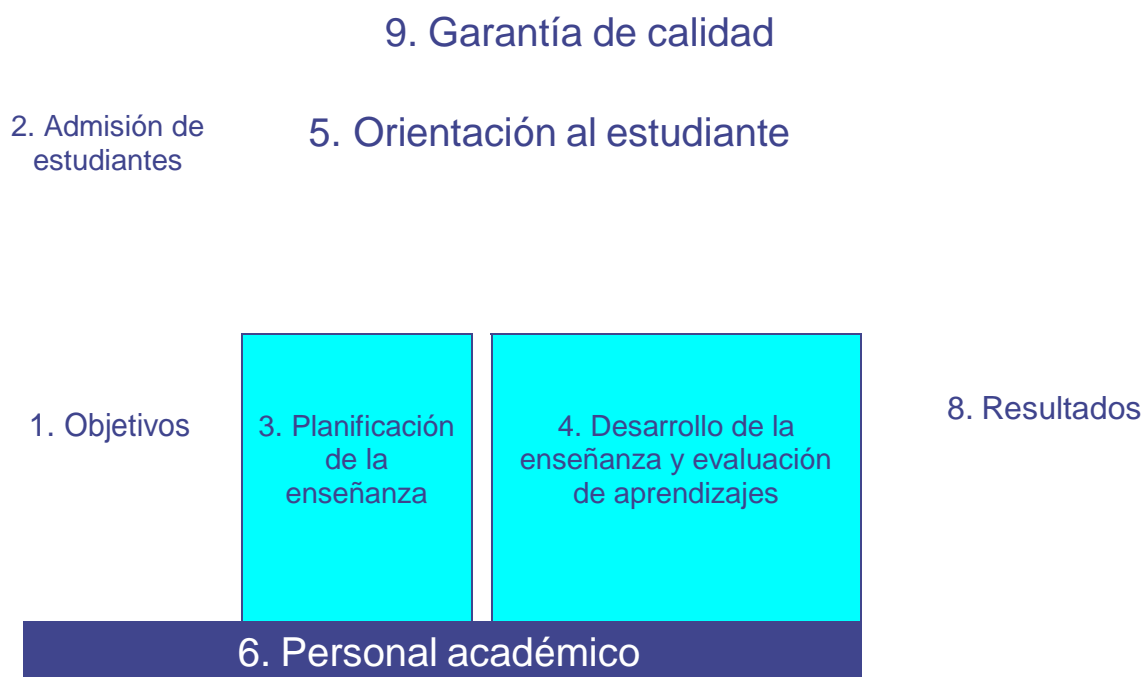 9. Garantía de calidad
2. Admisión de
estudiantes
5. Orientación al estudiante
1. Objetivos
3. Planificación
de la
enseñanza
4. Desarrollo de la
enseñanza y evaluación
de aprendizajes
8. Resultados
6. Personal académico